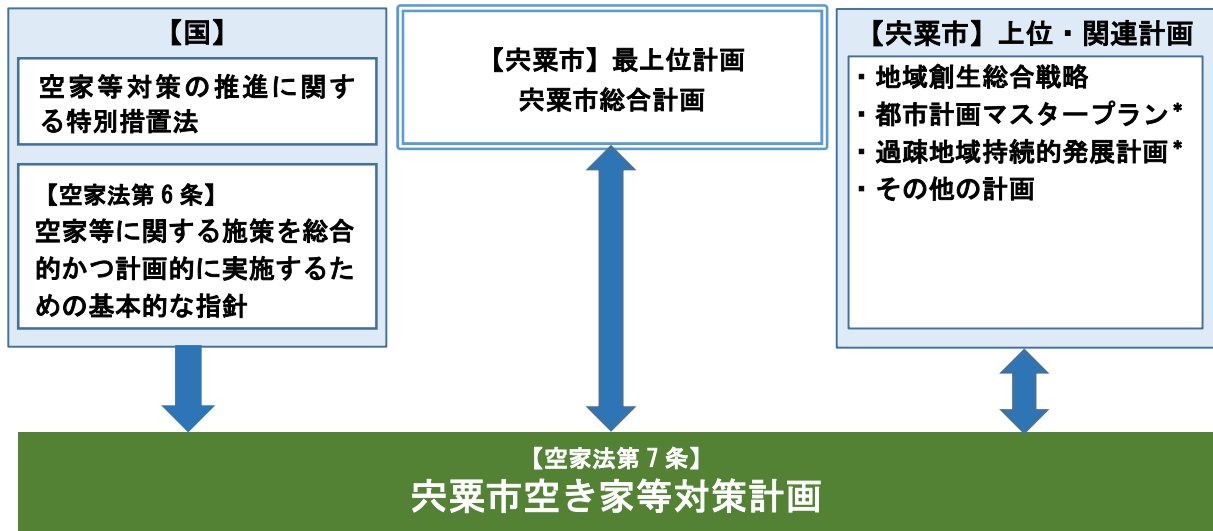 【国】
空家等対策の推進に関す
る特別措置法
【空家法第６条】
空家等に関する施策を総合
的かつ計画的に実施するた
めの基本的な指針
【宍粟市】最上位計画
宍粟市総合計画
【宍粟市】上位・関連計画
・地域創生総合戦略
・都市計画マスタープラン*
・過疎地域持続的発展計画*
・その他の計画
【空家法第７条】
宍粟市空き家等対策計画